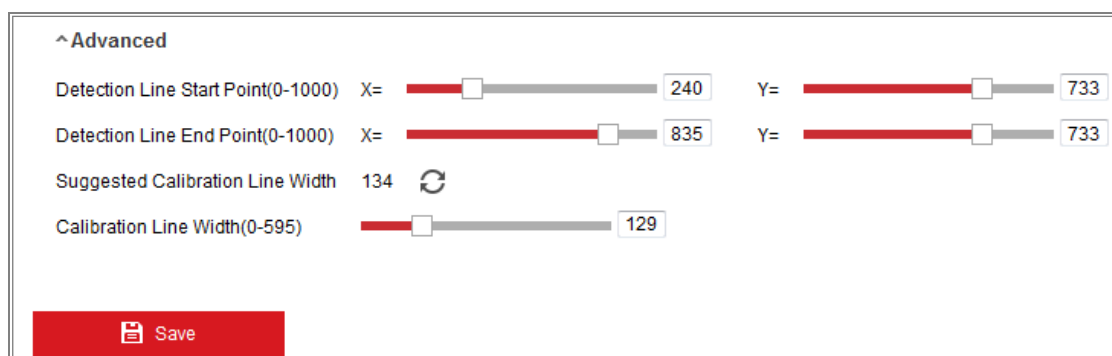 ^Advanced
Detection Line Start Point(0-1000) X= 240 Y= 733
Detection Line End Point(0-1000) X= 835 Y= 733
Suggested Calibration Line Width 134
Calibration Line Width(0-595) 129
Save